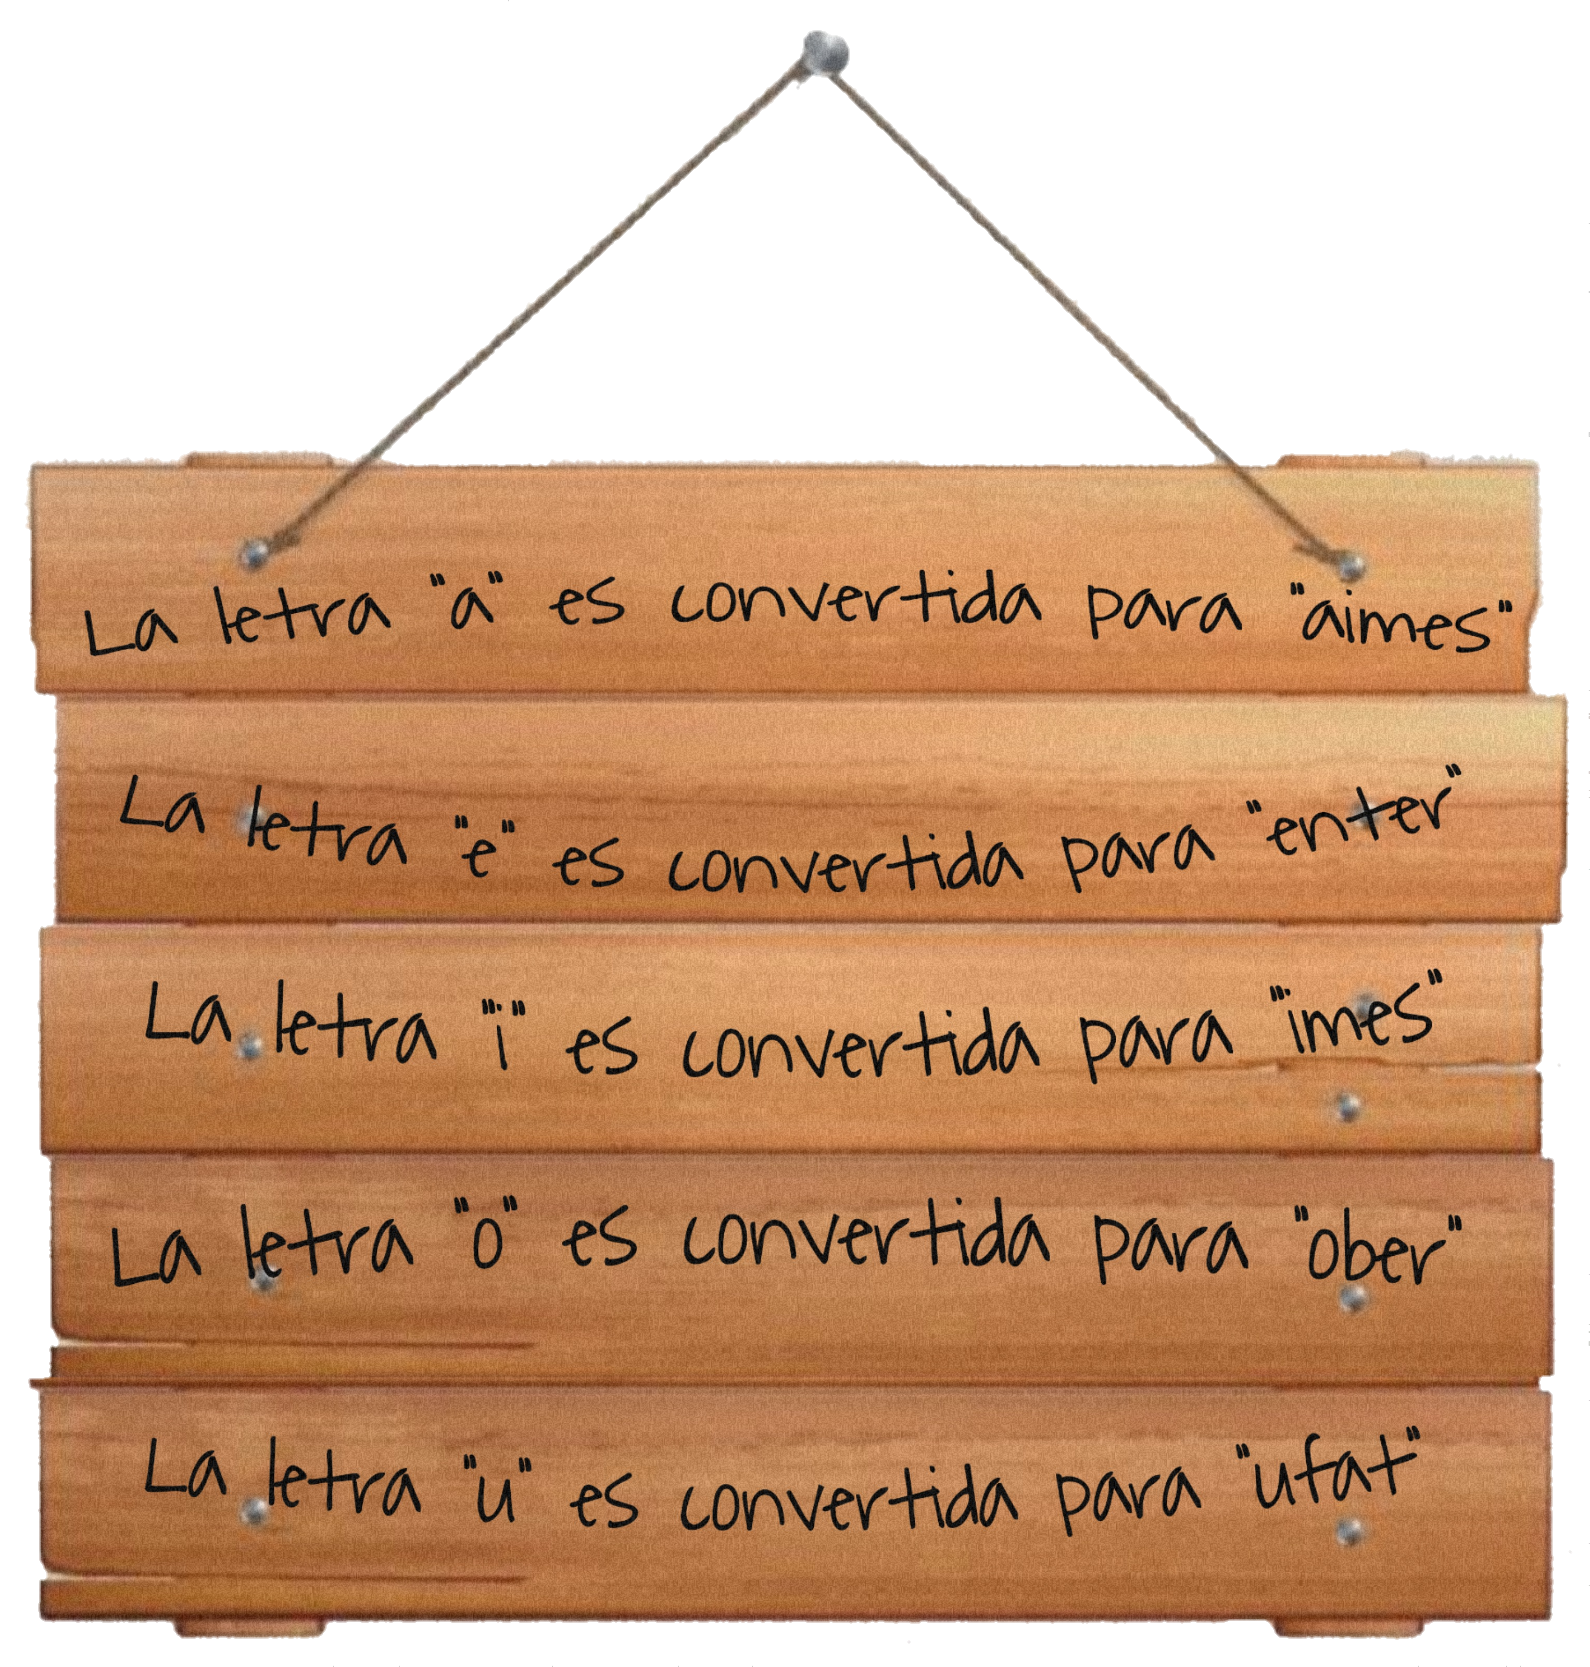 La letra "a" es convertida para "aimes"
La letra "e" es convertida para "enter"
La letra "i" es convertida para "imes"
La letra "o" es convertida para "ober"
La letra "u" es convertida para "ufat"